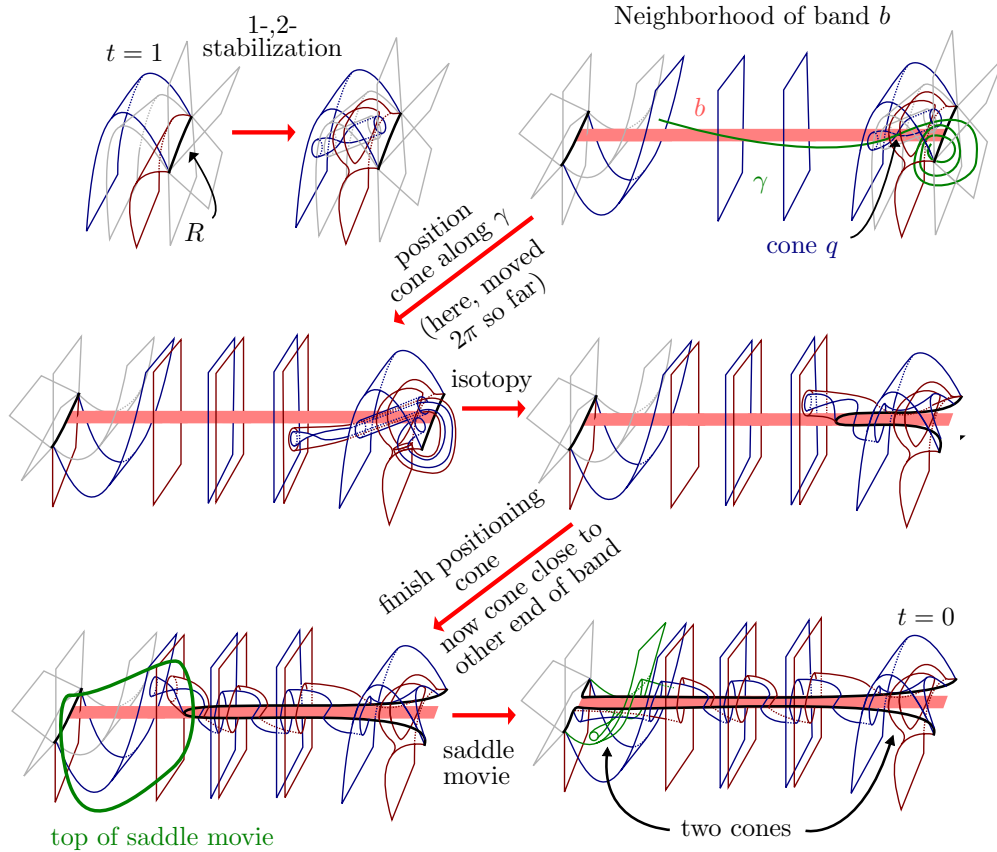 1-,2-
stabilization
t = 1
R
Neighborhood of band b
b
γ
cone q
position
cone along γ
(here, moved
2π so far)
isotopy
finish positioning
cone
now cone close to
other end of band
t = 0
saddle
movie
top of saddle movie
two cones